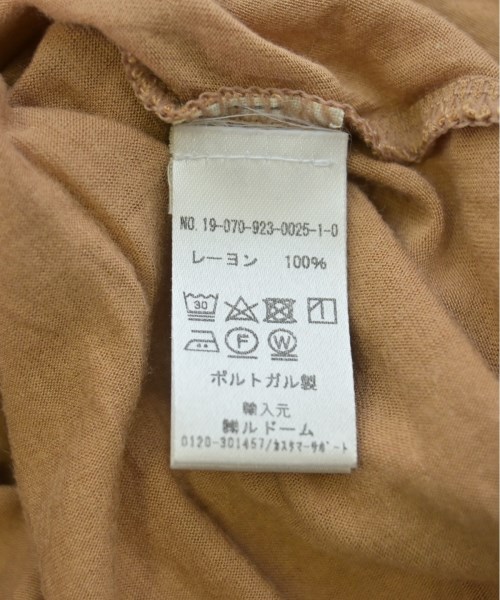 NO. 19-070-923-0025-1-0
レーヨン 100%
30
F W
ポルトガル製
輸入元
㈱ルドーム
0120-301457/カスタマーサポート